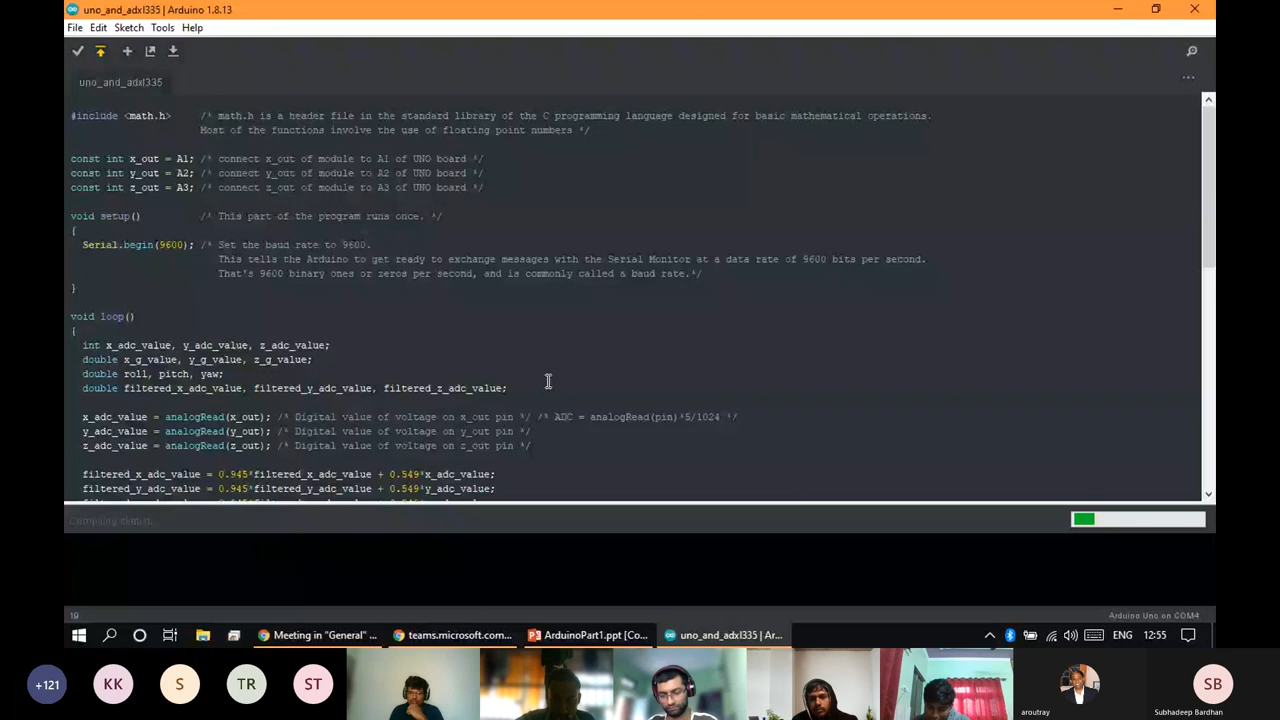 uno_and_adxl335 | Arduino 1.8.13
File Edit Sketch Tools Help
uno_and_adxl335
#include <math.h> /* math.h is a header file in the standard library of the C programming language designed for basic mathematical operations.
Most of the functions involve the use of floating point numbers */
const int x_out = A1; /* connect x_out of module to A1 of UNO board */
const int y_out = A2; /* connect y_out of module to A2 of UNO board */
const int z_out = A3; /* connect z_out of module to A3 of UNO board */
void setup() /* This part of the program runs once. */
{
Serial.begin(9600); /* Set the baud rate to 9600.
This tells the Arduino to get ready to exchange messages with the Serial Monitor at a data rate of 9600 bits per second.
That's 9600 binary ones or zeros per second, and is commonly called a baud rate.*/
}
void loop()
{
int x_adc_value, y_adc_value, z_adc_value;
double x_g_value, y_g_value, z_g_value;
double roll, pitch, yaw;
double filtered_x_adc_value, filtered_y_adc_value, filtered_z_adc_value;
x_adc_value = analogRead(x_out); /* Digital value of voltage on x_out pin */ /* ADC = analogRead(pin)*5/1024 */
y_adc_value = analogRead(y_out); /* Digital value of voltage on y_out pin */
z_adc_value = analogRead(z_out); /* Digital value of voltage on z_out pin */
filtered_x_adc_value = 0.945*filtered_x_adc_value + 0.549*x_adc_value;
filtered_y_adc_value = 0.945*filtered_y_adc_value + 0.549*y_adc_value;
Compiling
19
Arduino Uno on COM4
Meeting in "General" ...
teams.microsoft.com...
ArduinoPart1.ppt [Co...
uno_and_adxl335 | Ar...
ENG
12:55
+121
KK
S
TR
ST
aroutray
SB
Subhadeep Bardhan